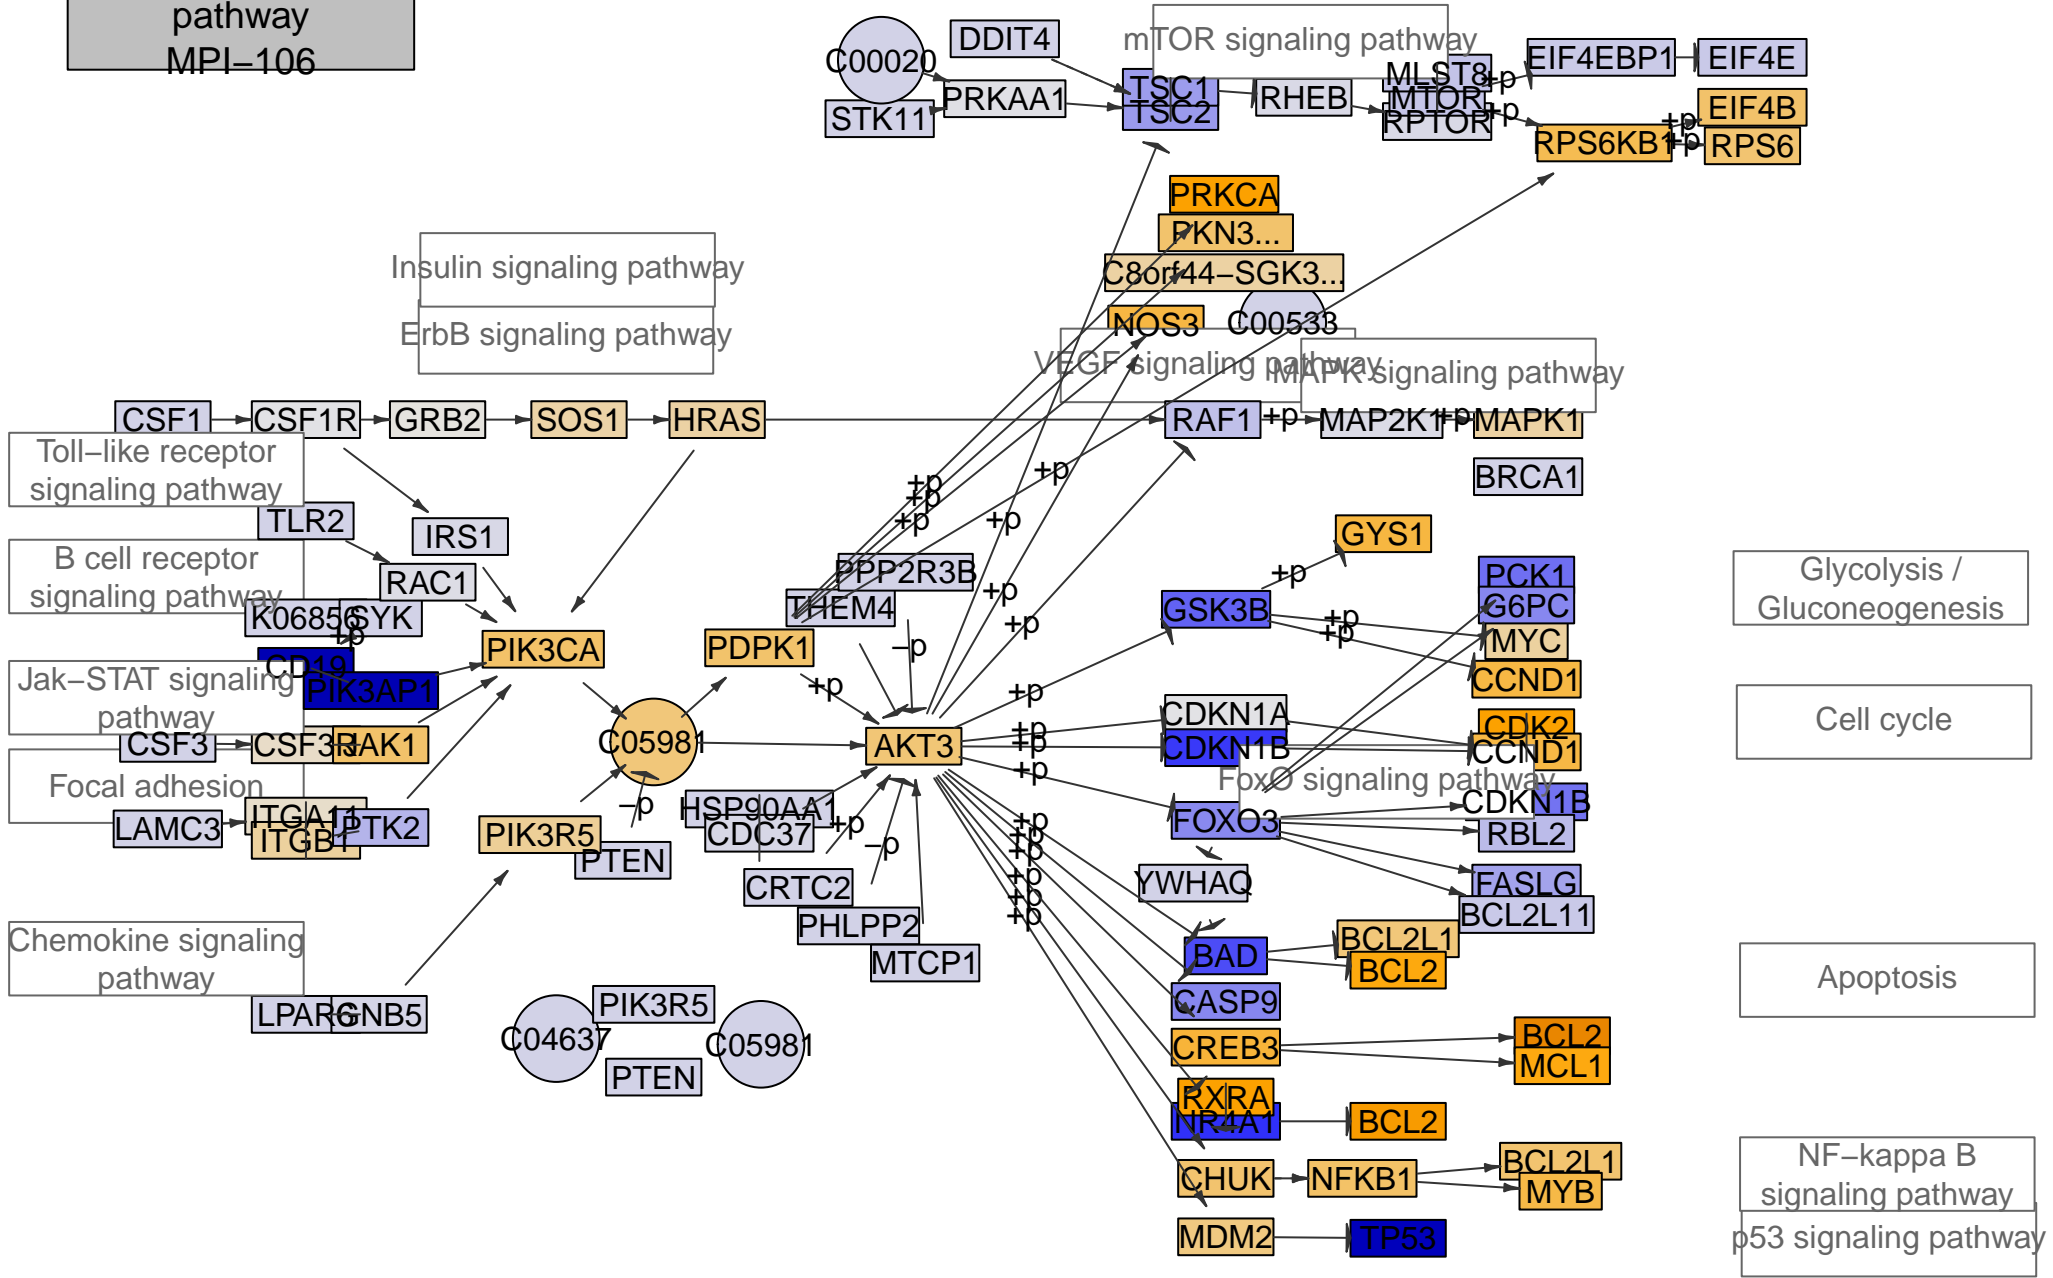 pathway
MPI−106
C00020
DDIT4
STK11
PRKAA1
mTOR signaling pathway
TSC1
TSC2
RHEB
MLST8
MTOR
RPTOR
+p
+p
EIF4EBP1
EIF4E
EIF4B
RPS6KB1
+p
+p
RPS6
PRKCA
PKN3...
C8orf44−SGK3...
NOS3
C00533
Insulin signaling pathway
ErbB signaling pathway
VEGF signaling pathway
MAPK signaling pathway
CSF1
CSF1R
GRB2
SOS1
HRAS
RAF1
+p
MAP2K1
+p
MAPK1
BRCA1
Toll−like receptor
signaling pathway
TLR2
IRS1
RAC1
B cell receptor
signaling pathway
K06856
SYK
+p
CD19
PIK3AP1
PIK3CA
Jak−STAT signaling
pathway
CSF3
JAK1
Focal adhesion
LAMC3
ITGA11
ITGB1
PTK2
Chemokine signaling
pathway
LPAR6
GNB5
PDPK1
THEM4
PPP2R3B
+p
−p
+p
+p
+p
+p
+p
+p
+p
C05981
AKT3
PIK3R5
PTEN
−p
HSP90AA1
CDC37
+p
−p
CRTC2
PHLPP2
MTCP1
C04637
PIK3R5
PTEN
C05981
+p
+p
+p
+p
+p
+p
+p
+p
+p
+p
GYS1
+p
GSK3B
+p
+p
PCK1
G6PC
MYC
CCND1
CDKN1A
CDKN1B
CDK2
CCND1
FoxO signaling pathway
FOXO3
CDKN1B
RBL2
FASLG
BCL2L11
YWHAQ
BAD
BCL2L1
BCL2
CASP9
CREB3
BCL2
MCL1
RXRA
NR4A1
BCL2
CHUK
NFKB1
BCL2L1
MYB
MDM2
TP53
Glycolysis /
Gluconeogenesis
Cell cycle
Apoptosis
NF−kappa B
signaling pathway
p53 signaling pathway